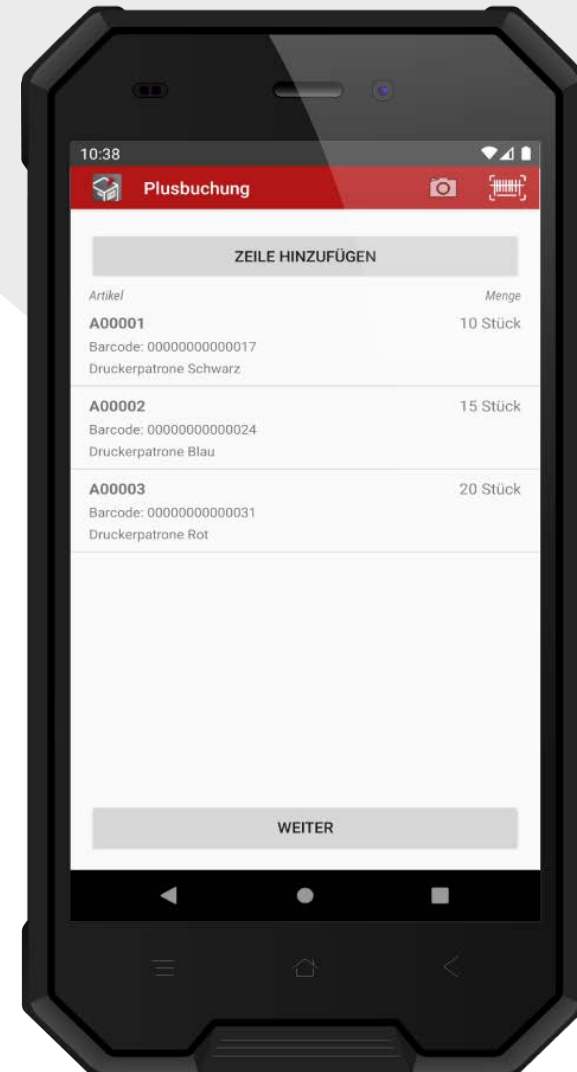 10:38
Plusbuchung
ZEILE HINZUFÜGEN
Artikel Menge
A00001 10 Stück
Barcode: 00000000000017
Druckerpatrone Schwarz
A00002 15 Stück
Barcode: 00000000000024
Druckerpatrone Blau
A00003 20 Stück
Barcode: 00000000000031
Druckerpatrone Rot
WEITER